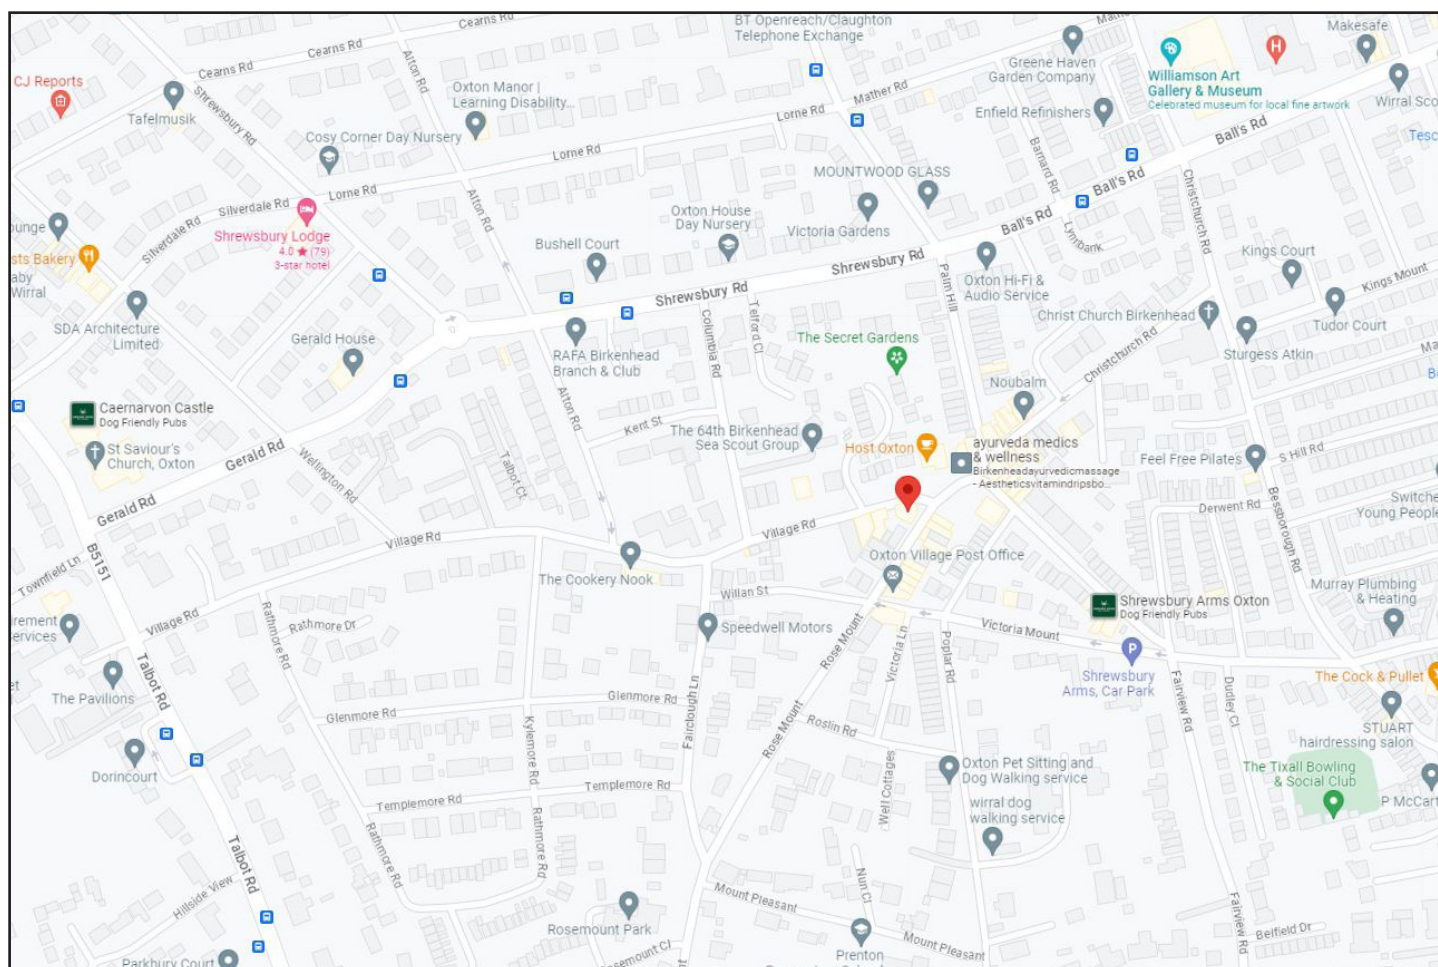 Cearns Rd
Cearns Rd
BT Openreach/Claughton
Telephone Exchange
Makesafe
Greene Haven
Garden Company
Williamson Art
Gallery & Museum
Celebrated museum for local fine artwork
H
CJ Reports
Tafelmusik
Shrewsbury Rd
Alton Rd
Oxton Manor |
Learning Disability...
Mather Rd
Lorne Rd
Enfield Refinishers
Ball's Rd
Cosy Corner Day Nursery
Lorne Rd
Barnard Rd
Ball's Rd
MOUNTWOOD GLASS
Lorne Rd
Silverdale Rd
Silverdale Rd
Shrewsbury Lodge
4.0 ★ (79)
3-star hotel
Alton Rd
Oxton House
Day Nursery
Victoria Gardens
Ball's Rd
Christchurch Rd
Bushell Court
Shrewsbury Rd
Shrewsbury Rd
Palm Hill
Oxton Hi-Fi &
Audio Service
Kings Court
Kings Mount
SDA Architecture
Limited
Gerald House
RAFA Birkenhead
Branch & Club
Columbia Rd
Telford Cl
Christ Church Birkenhead
Tudor Court
Sturgess Atkin
The Secret Gardens
Christchurch Rd
Noubalm
Caernarvon Castle
Dog Friendly Pubs
St Saviour's
Church, Oxton
Gerald Rd
Gerald Rd
Wellington Rd
Alton Rd
Kent St
The 64th Birkenhead
Sea Scout Group
Host Oxton
ayurveda medics
& wellness
Birkenheadayurvedicmassage
- Aestheticsvitamindripsbo...
Feel Free Pilates
S Hill Rd
Talbot Ct
Derwent Rd
Bessborough Rd
B5151
Village Rd
Village Rd
Oxton Village Post Office
Townfield Ln
The Cookery Nook
Willan St
Village Rd
Rathmore Rd
Rathmore Dr
Speedwell Motors
Shrewsbury Arms Oxton
Dog Friendly Pubs
Murray Plumbing
& Heating
Victoria Mount
Rose Mount
Victoria Ln
Poplar Rd
P
Shrewsbury
Arms, Car Park
The Cock & Pullet
Talbot Rd
The Pavilions
Glenmore Rd
Glenmore Rd
Kylemore Rd
Fairclough Ln
Rose Mount
Roslin Rd
Fairview Rd
Dudley Ct
STUART
hairdressing salon
Dorincourt
Templemore Rd
Templemore Rd
Oxton Pet Sitting and
Dog Walking service
wirral dog
walking service
Well Cottages
The Tixall Bowling
& Social Club
Rathmore Rd
Rathmore Rd
Talbot Rd
Hillside View
Rosemount Park
Mount Pleasant
Nun Cl
Mount Pleasant
Prenton
Fairview Rd
Belfield Dr
Parkbury Court